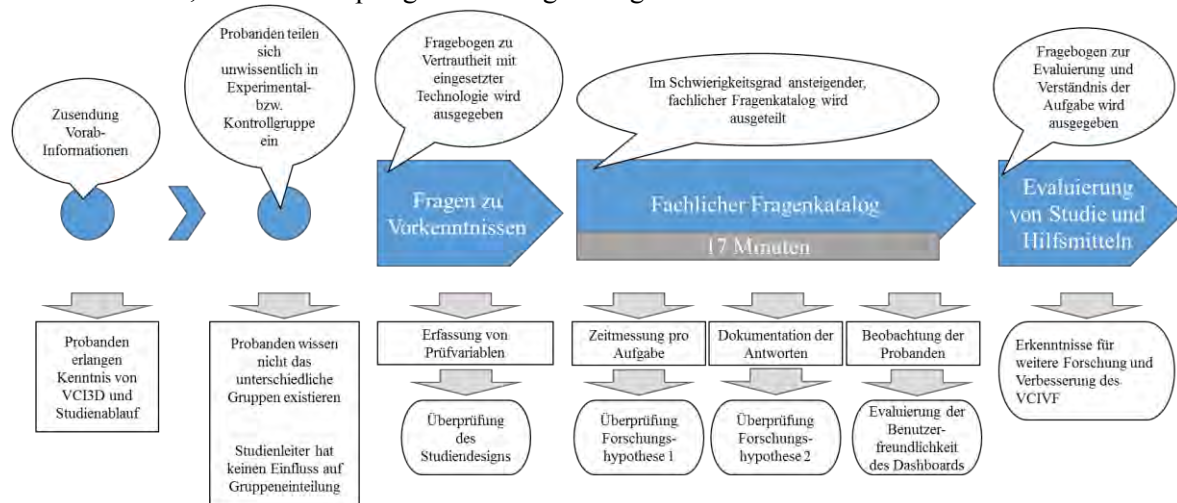 Zusendung
Vorab-
Informationen
Probanden teilen
sich
unwissentlich in
Experimental-
bzw.
Kontrollgruppe
ein
Fragebogen zu
Vertrautheit mit
eingesetzter
Technologie wird
ausgegeben
Im Schwierigkeitsgrad ansteigender,
fachlicher Fragenkatalog wird
ausgeteilt
Fragebogen zur
Evaluierung und
Verständnis der
Aufgabe wird
ausgegeben
Fragen zu
Vorkenntnissen
Fachlicher Fragenkatalog
17 Minuten
Evaluierung
von Studie und
Hilfsmitteln
Probanden
erlangen
Kenntnis von
VCI3D und
Studienablauf
Probanden wissen
nicht das
unterschiedliche
Gruppen existieren
Studienleiter hat
keinen Einfluss auf
Gruppeneinteilung
Erfassung von
Prüfvariablen
Überprüfung
des
Studiendesigns
Zeitmessung pro
Aufgabe
Überprüfung
Forschungs-
hypothese 1
Dokumentation der
Antworten
Überprüfung
Forschungs-
hypothese 2
Beobachtung der
Probanden
Evaluierung der
Benutzer-
freundlichkeit
des Dashboards
Erkenntnisse für
weitere Forschung und
Verbesserung des
VCIVF